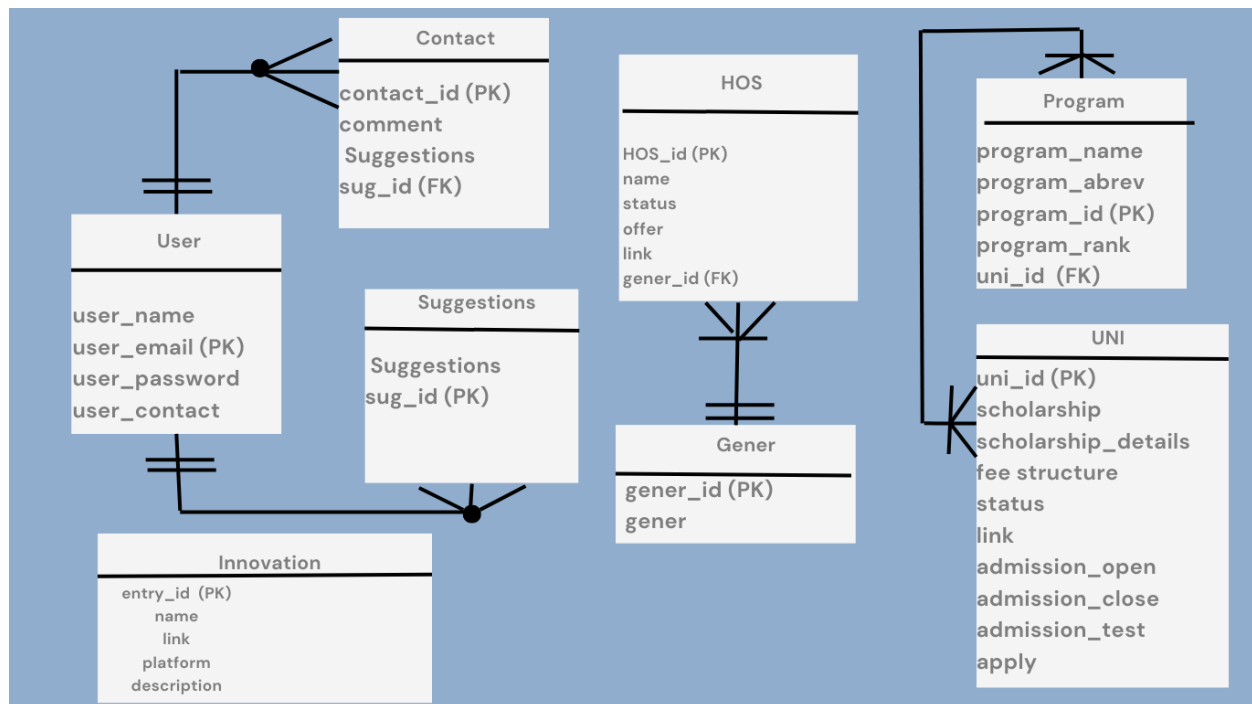 Contact
contact_id (PK)
comment
Suggestions
sug_id (FK)
User
user_name
user_email (PK)
user_password
user_contact
Suggestions
Suggestions
sug_id (PK)
Innovation
entry_id (PK)
name
link
platform
description
HOS
HOS_id (PK)
name
status
offer
link
gener_id (FK)
Gener
gener_id (PK)
gener
Program
program_name
program_abrev
program_id (PK)
program_rank
uni_id (FK)
UNI
uni_id (PK)
scholarship
scholarship_details
fee structure
status
link
admission_open
admission_close
admission_test
apply